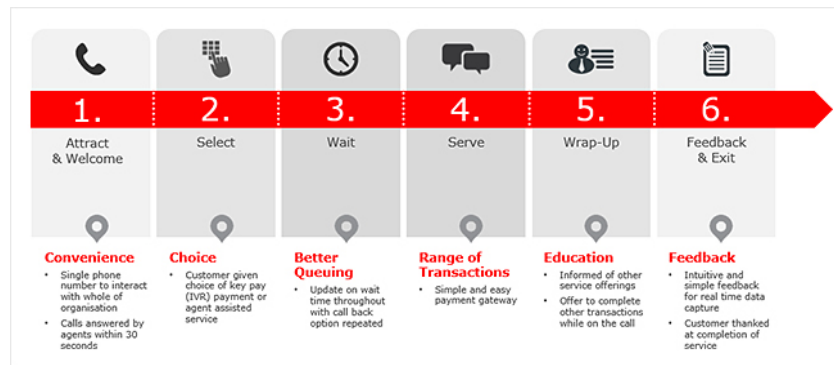 1.
2.
3.
4.
5.
6.
Attract
& Welcome
Select
Wait
Serve
Wrap-Up
Feedback
& Exit
Convenience
• Single phone
number to interact
with whole of
organisation
• Calls answered by
agents within 30
seconds
Choice
• Customer given
choice of key pay
(IVR) payment or
agent assisted
service
Better
Queuing
• Update on wait
time throughout
with call back
option repeated
Range of
Transactions
• Simple and easy
payment gateway
Education
• Informed of other
service offerings
• Offer to complete
other transactions
while on the call
Feedback
• Intuitive and
simple feedback
for real time data
capture
• Customer thanked
at completion of
service